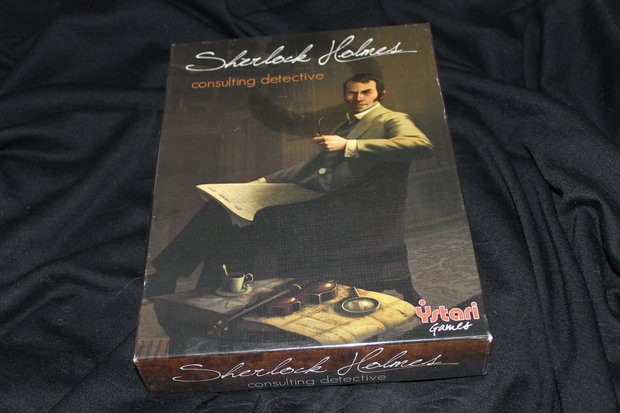 Sherlock Holmes
consulting detective
Ystari
Games
Sherlock Holmes
consulting detective